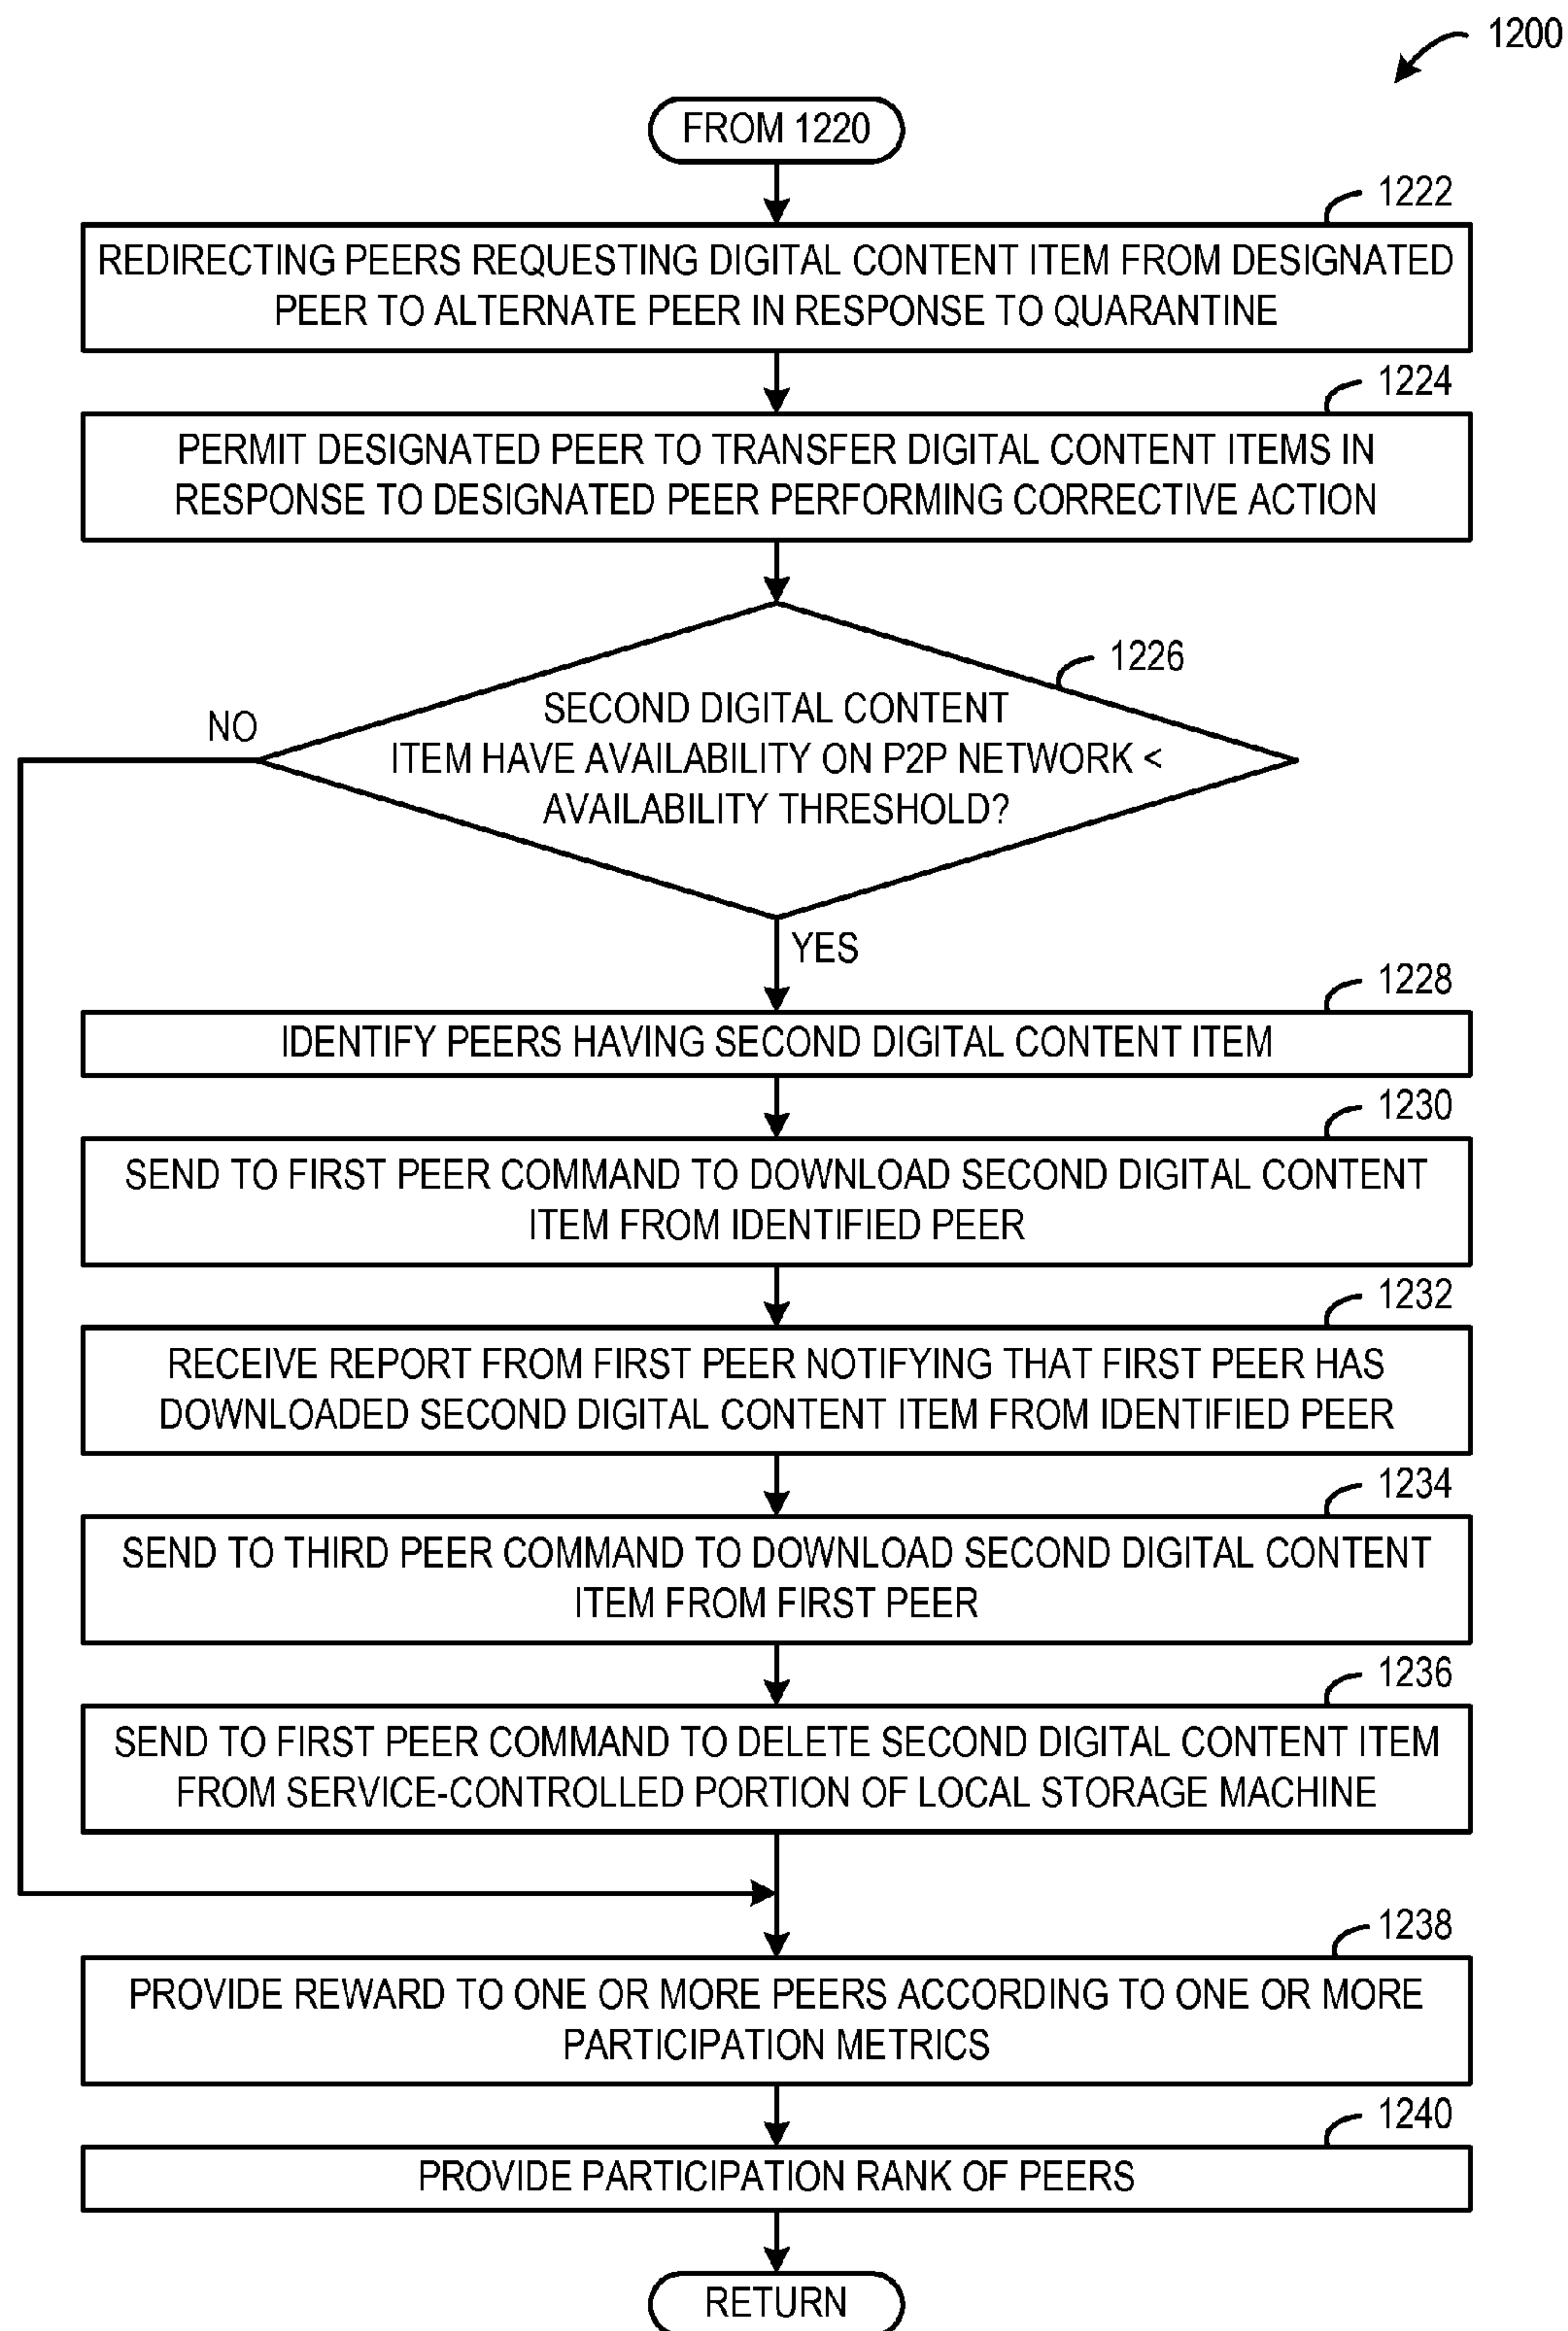 1200
FROM 1220
1222
REDIRECTING PEERS REQUESTING DIGITAL CONTENT ITEM FROM DESIGNATED
PEER TO ALTERNATE PEER IN RESPONSE TO QUARANTINE
1224
PERMIT DESIGNATED PEER TO TRANSFER DIGITAL CONTENT ITEMS IN
RESPONSE TO DESIGNATED PEER PERFORMING CORRECTIVE ACTION
1226
NO
SECOND DIGITAL CONTENT
ITEM HAVE AVAILABILITY ON P2P NETWORK <
AVAILABILITY THRESHOLD?
YES
1228
IDENTIFY PEERS HAVING SECOND DIGITAL CONTENT ITEM
1230
SEND TO FIRST PEER COMMAND TO DOWNLOAD SECOND DIGITAL CONTENT
ITEM FROM IDENTIFIED PEER
1232
RECEIVE REPORT FROM FIRST PEER NOTIFYING THAT FIRST PEER HAS
DOWNLOADED SECOND DIGITAL CONTENT ITEM FROM IDENTIFIED PEER
1234
SEND TO THIRD PEER COMMAND TO DOWNLOAD SECOND DIGITAL CONTENT
ITEM FROM FIRST PEER
1236
SEND TO FIRST PEER COMMAND TO DELETE SECOND DIGITAL CONTENT ITEM
FROM SERVICE-CONTROLLED PORTION OF LOCAL STORAGE MACHINE
1238
PROVIDE REWARD TO ONE OR MORE PEERS ACCORDING TO ONE OR MORE
PARTICIPATION METRICS
1240
PROVIDE PARTICIPATION RANK OF PEERS
RETURN